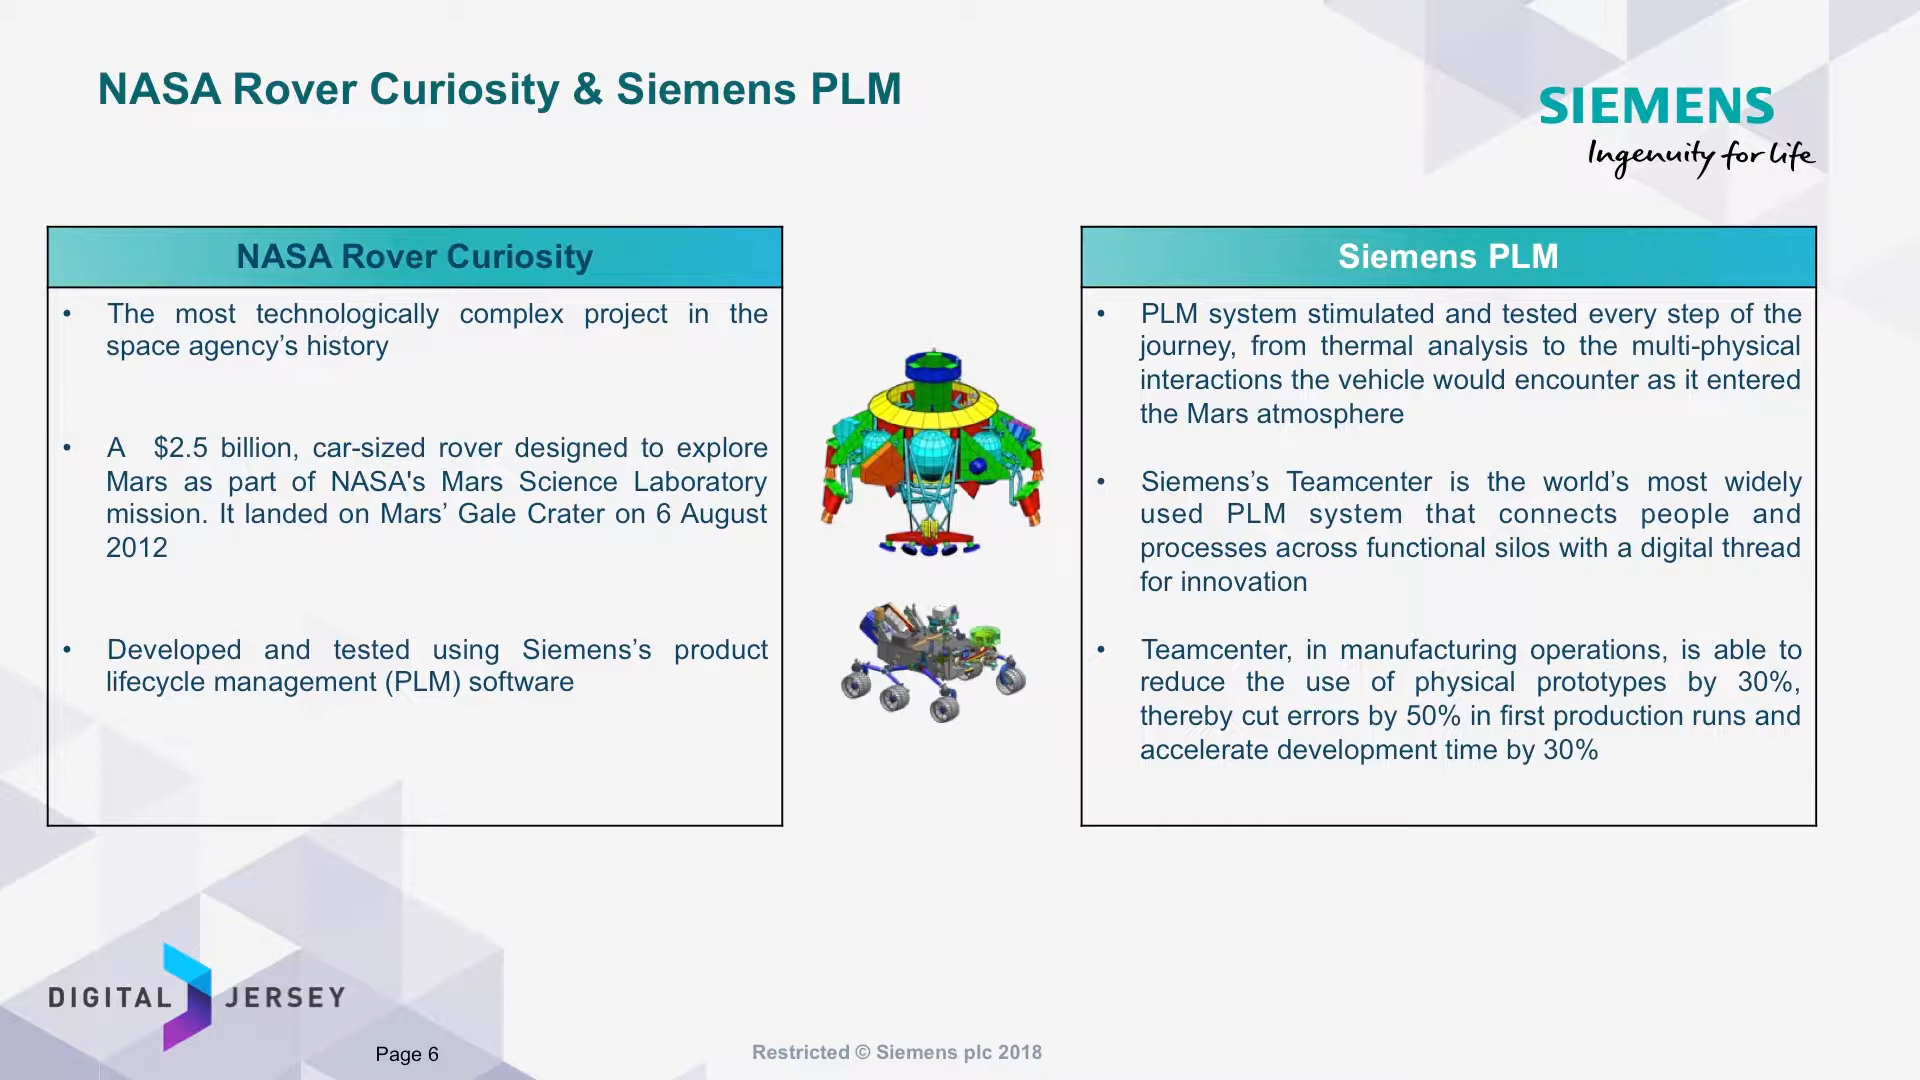 NASA Rover Curiosity & Siemens PLM
SIEMENS
Ingenuity for life
NASA Rover Curiosity
• The most technologically complex project in the
space agency’s history
• A $2.5 billion, car-sized rover designed to explore
Mars as part of NASA's Mars Science Laboratory
mission. It landed on Mars’ Gale Crater on 6 August
2012
• Developed and tested using Siemens’s product
lifecycle management (PLM) software
Siemens PLM
• PLM system stimulated and tested every step of the
journey, from thermal analysis to the multi-physical
interactions the vehicle would encounter as it entered
the Mars atmosphere
• Siemens’s Teamcenter is the world’s most widely
used PLM system that connects people and
processes across functional silos with a digital thread
for innovation
• Teamcenter, in manufacturing operations, is able to
reduce the use of physical prototypes by 30%,
thereby cut errors by 50% in first production runs and
accelerate development time by 30%
DIGITAL JERSEY
Page 6
Restricted © Siemens plc 2018